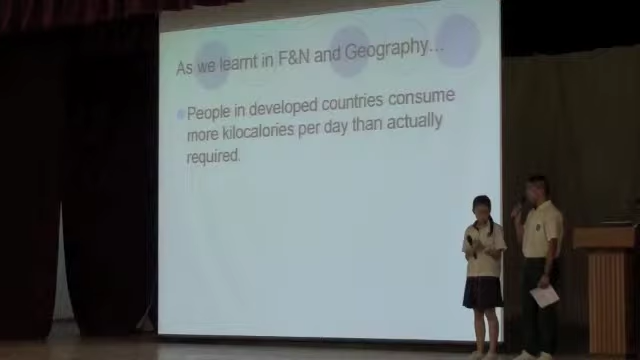 As we learnt in F&N and Geography...
People in developed countries consume
more kilocalories per day than actually
required.